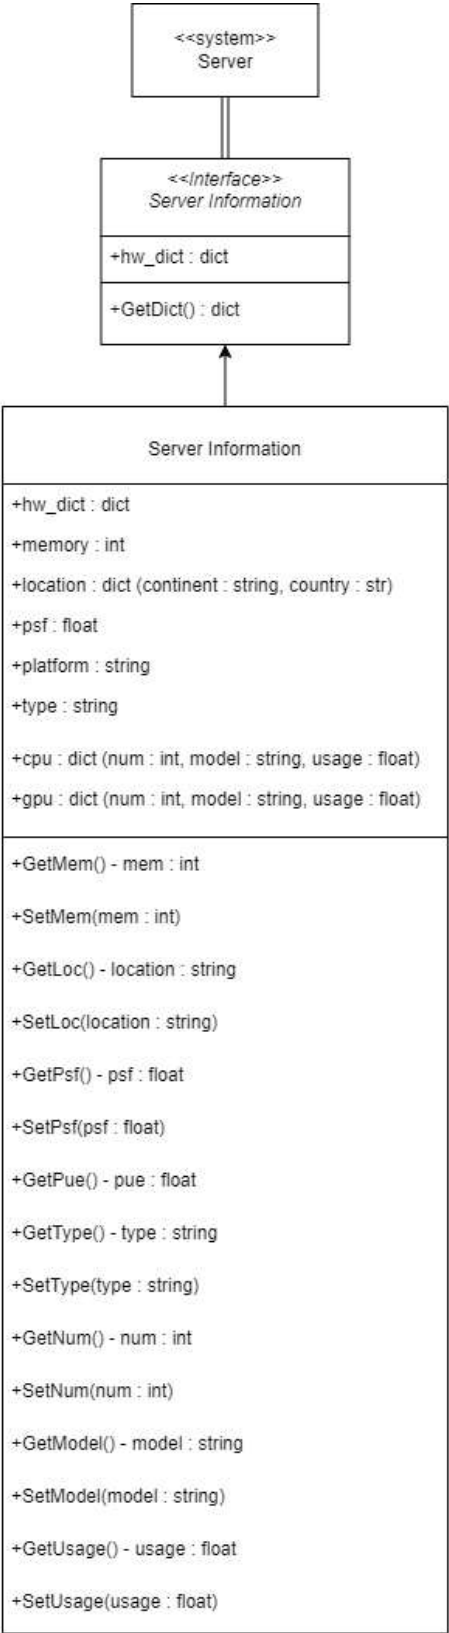 <<system>>
Server
<<Interface>>
Server Information
+hw_dict : dict
+GetDict() : dict
Server Information
+hw_dict : dict
+memory : int
+location : dict (continent : string, country : str)
+psf : float
+platform : string
+type : string
+cpu : dict (num : int, model : string, usage : float)
+gpu : dict (num : int, model : string, usage : float)
+GetMem() - mem : int
+SetMem(mem : int)
+GetLoc() - location : string
+SetLoc(location : string)
+GetPsf() - psf : float
+SetPsf(psf : float)
+GetPue() - pue : float
+GetType() - type : string
+SetType(type : string)
+GetNum() - num : int
+SetNum(num : int)
+GetModel() - model : string
+SetModel(model : string)
+GetUsage() - usage : float
+SetUsage(usage : float)